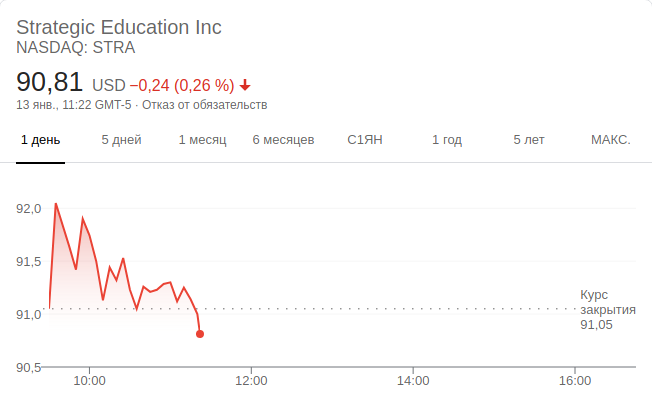 Strategic Education Inc
NASDAQ: STRA
90,81 USD −0,24 (0,26 %)
13 янв., 11:22 GMT-5 · Отказ от обязательств
1 день 5 дней 1 месяц 6 месяцев С1ЯН 1 год 5 лет МАКС.
92,0
91,5
91,0
90,5
Курс
закрытия
91,05
10:00 12:00 14:00 16:00